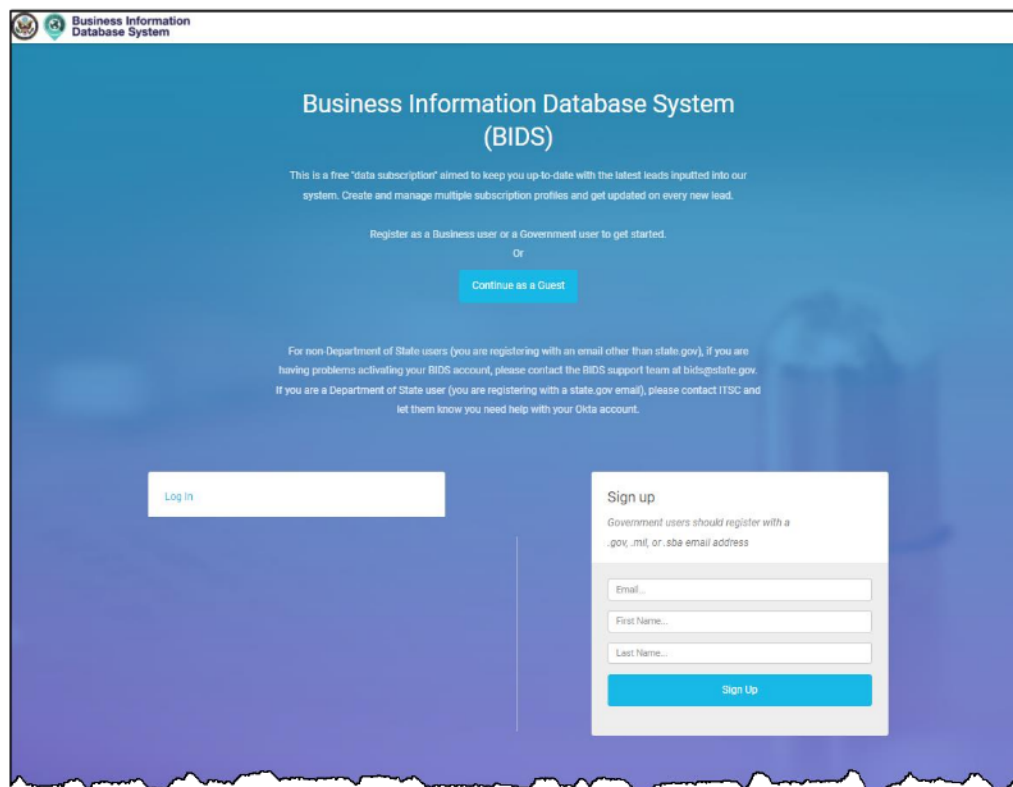 Business Information
Database System
Business Information Database System
(BIDS)
This is a free "data subscription" aimed to keep you up-to-date with the latest leads inputted into our
system. Create and manage multiple subscription profiles and get updated on every new lead.
Register as a Business user or a Government user to get started.
Or
Continue as a Guest
For non-Department of State users (you are registering with an email other than state.gov), if you are
having problems activating your BIDS account, please contact the BIDS support team at bids@state.gov.
If you are a Department of State user (you are registering with a state.gov email), please contact ITSC and
let them know you need help with your Okta account.
Log In
Sign up
Government users should register with a
.gov, .mil, or .sba email address
Email...
First Name...
Last Name...
Sign Up